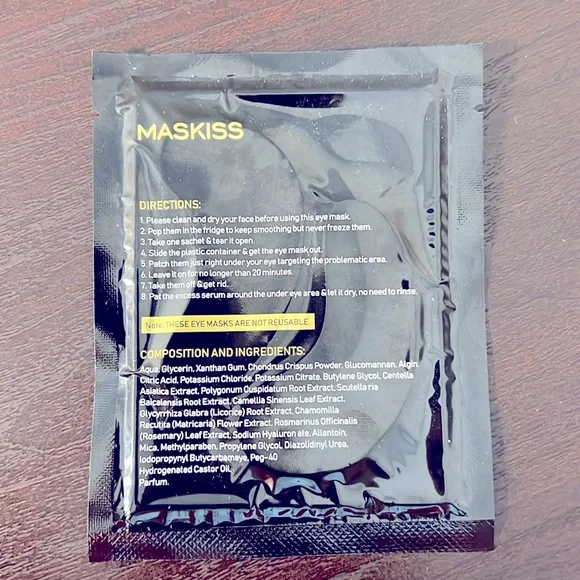 MASKISS
DIRECTIONS:
1. Please clean and dry your face before using this eye mask.
2: Pop them in the fridge to keep smoothing but never freeze them.
3. Take one sachet & tear it open.
4. Slide the plastic container & get the eye mask out.
5. Patch them just right under your eye targeting the problematic area.
6. Leave it on for no longer than 20 minutes.
7. Take them off & get rid..
8. Pat the excess serum around the under eye area & let it dry, no need to rinse.
Note: THESE EYE MASKS ARE NOT REUSABLE.
COMPOSITION AND INGREDIENTS:
Aqua, Glycerin, Xanthan Gum, Chondrus Crispus Powder, Glucomannan, Algin,
Citric Acid, Potassium Chloride, Potassium Citrate, Butylene Glycol, Centella
Asiatica Extract, Polygonum Cuspidatum Root Extract, Scutella ria
Baicalensis Root Extract, Camellia Sinensis Leaf Extract,
Glycyrrhiza Glabra (Licorice) Root Extract, Chamomilla
Recutita (Matricaria) Flower Extract, Rosmarinus Officinalis
(Rosemary) Leaf Extract, Sodium Hyaluron ate, Allantoin,
Mica, Methylparaben, Propylene Glycol, Diazolidinyl Urea,
Iodopropynyl Butycarbamaye, Peg-40
Hydrogenated Castor Oil,
Parfum.